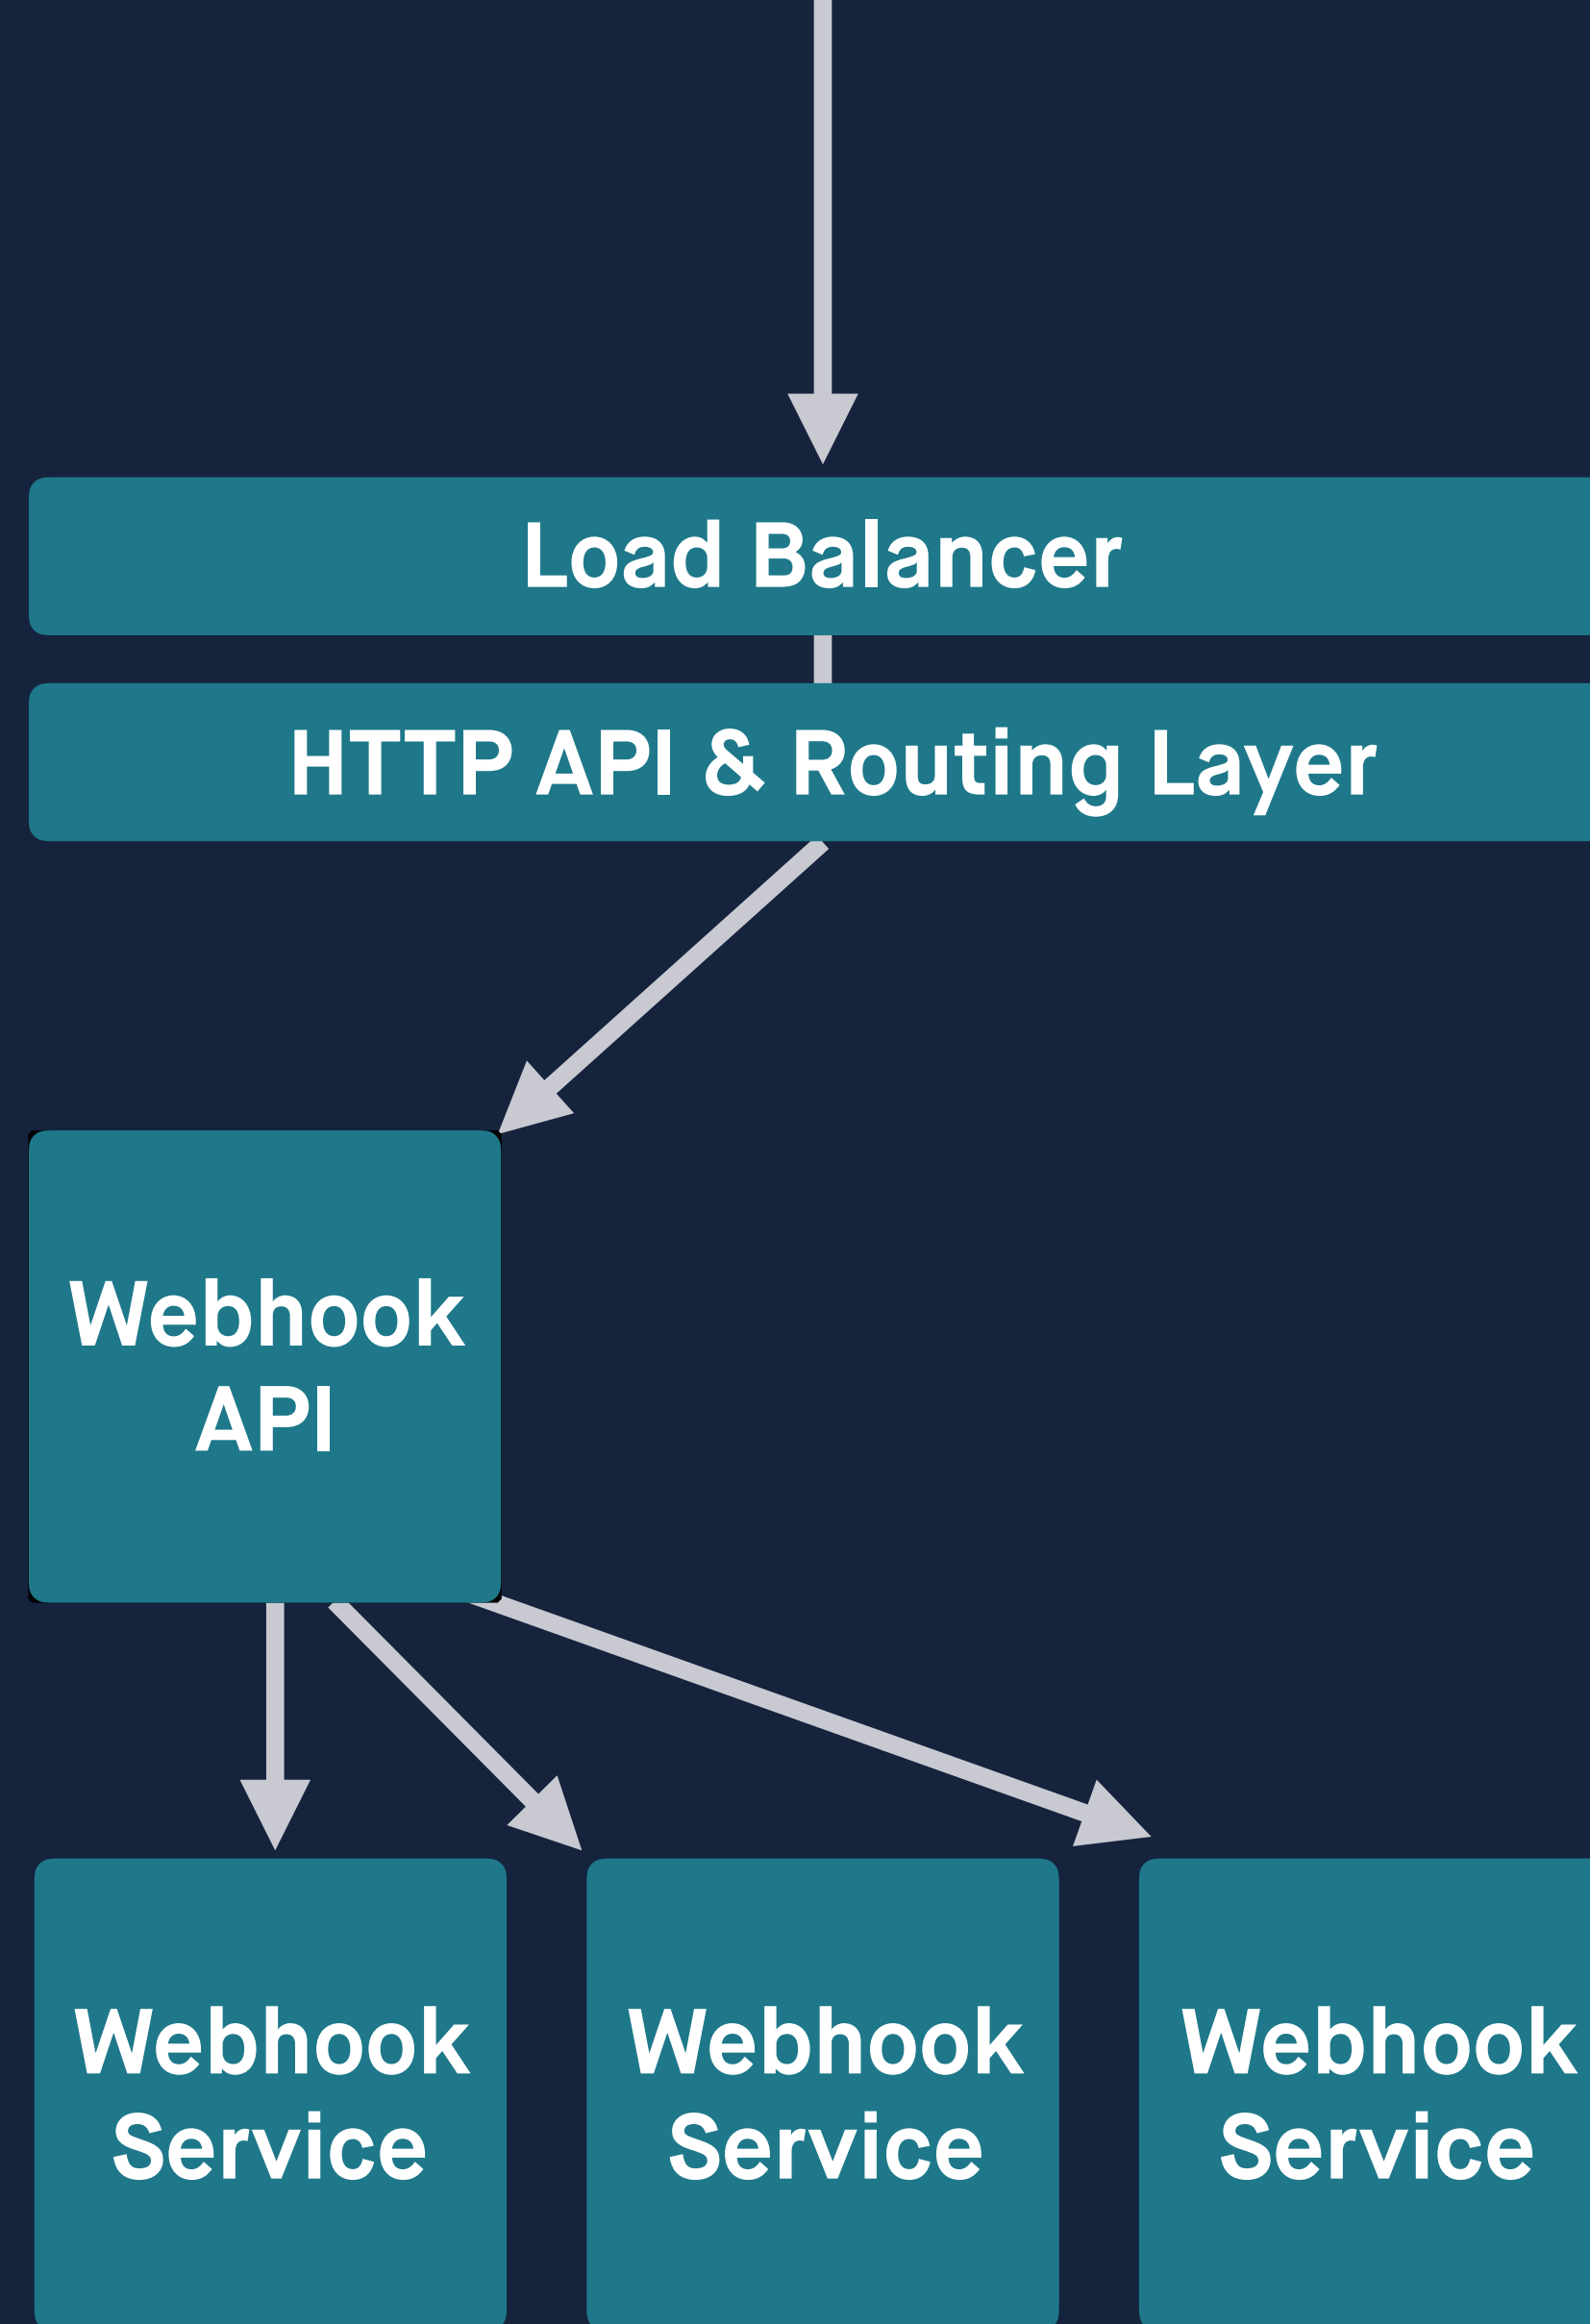 Load Balancer
HTTP API & Routing Layer
Webhook
API
Webhook Webhook Webhook
Service Service Service